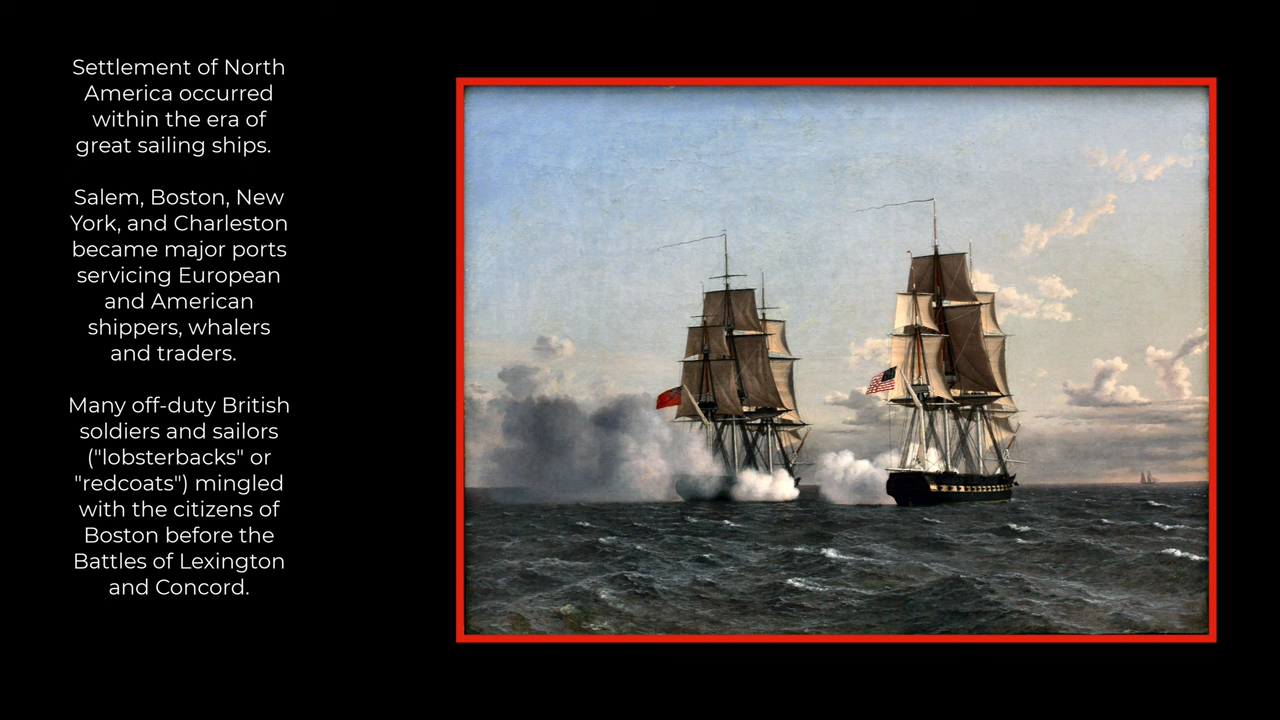 Settlement of North
America occurred
within the era of
great sailing ships.
Salem, Boston, New
York, and Charleston
became major ports
servicing European
and American
shippers, whalers
and traders.
Many off-duty British
soldiers and sailors
("lobsterbacks" or
"redcoats") mingled
with the citizens of
Boston before the
Battles of Lexington
and Concord.